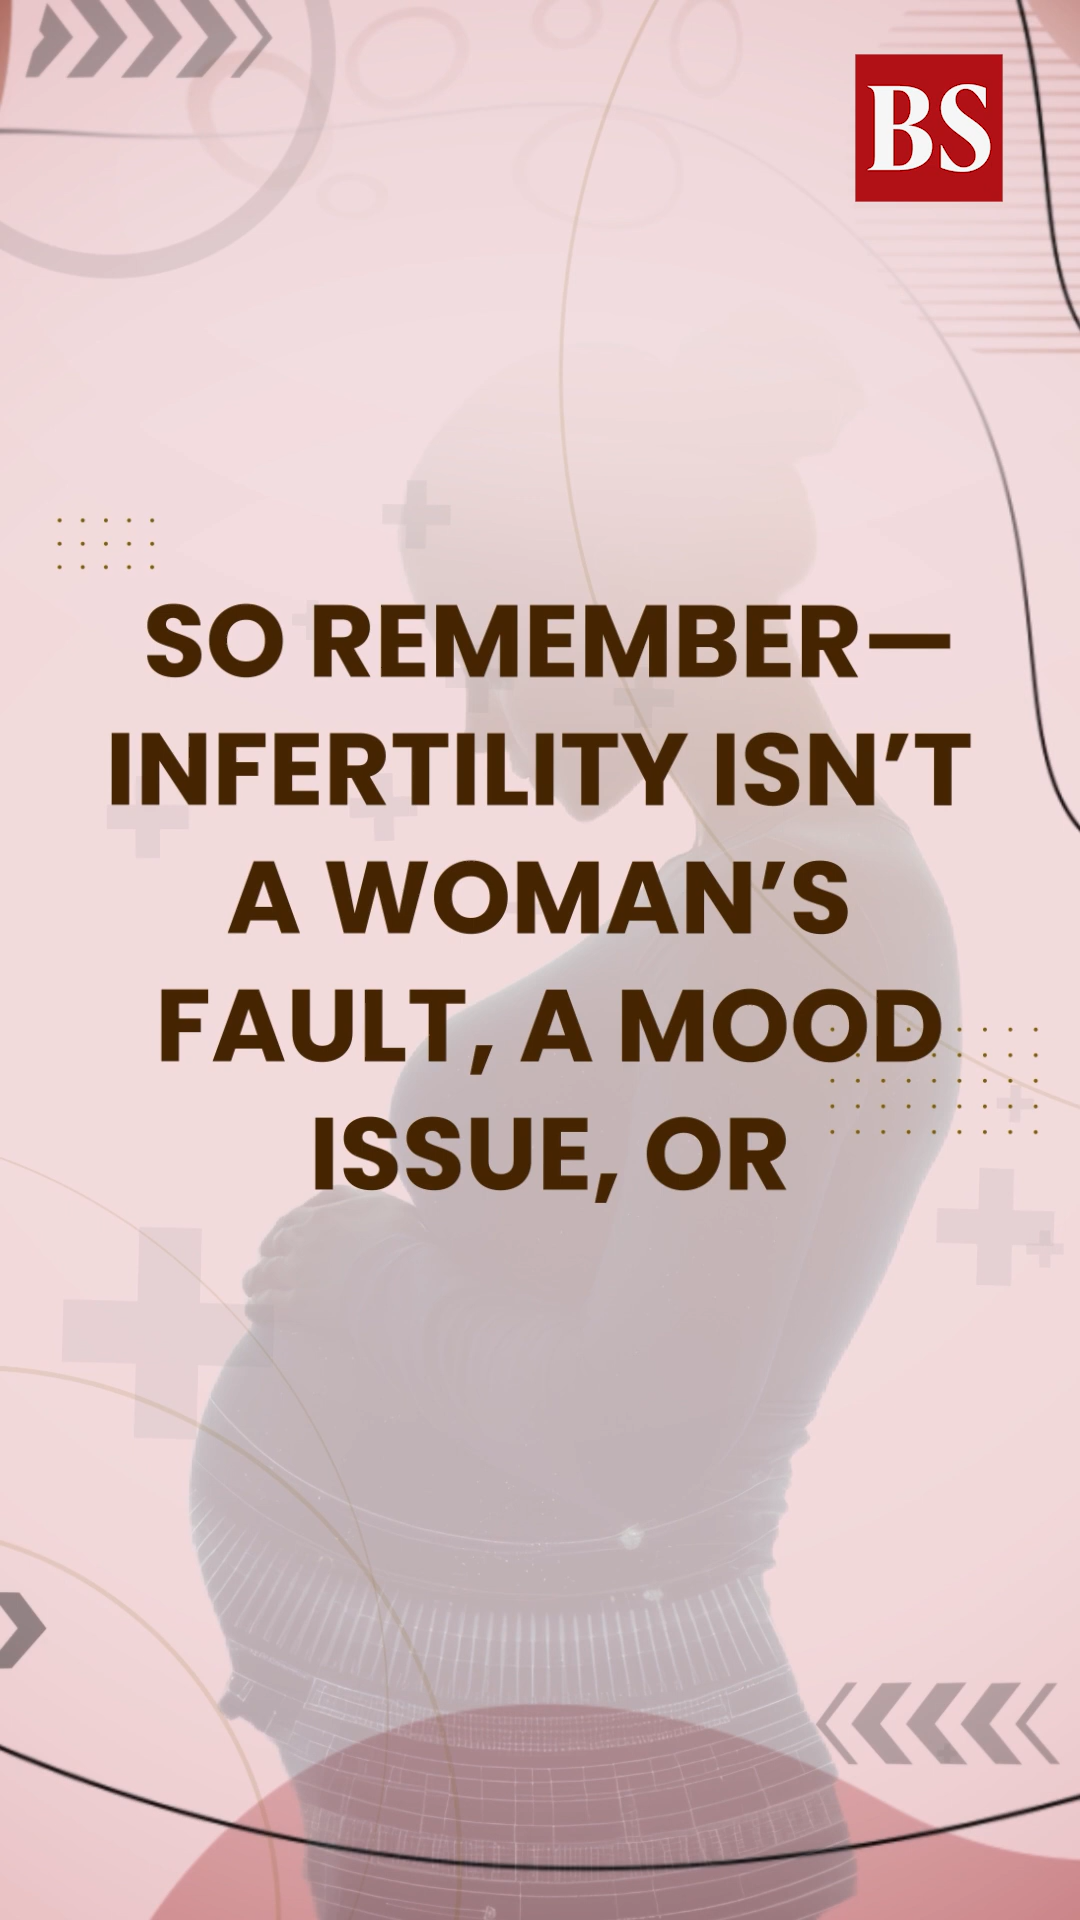 BS
SO REMEMBER—
INFERTILITY ISN’T
A WOMAN’S
FAULT, A MOOD
ISSUE, OR